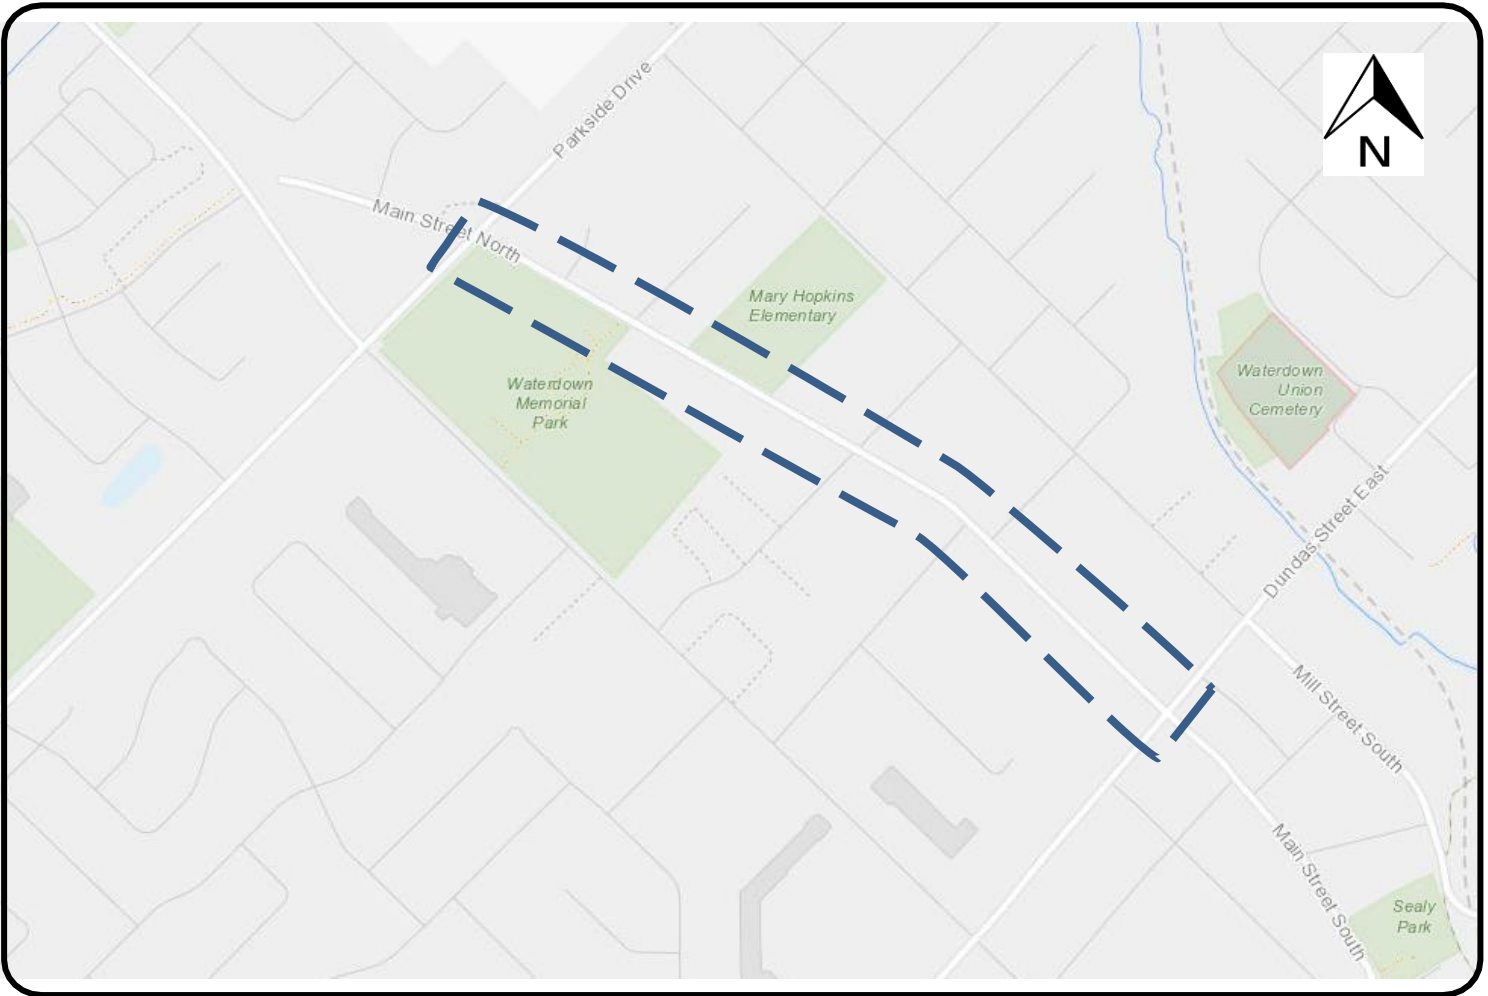 Parkside Drive
N
Main Street North
Mary Hopkins
Elementary
Waterdown
Union
Cemetery
Waterdown
Memorial
Park
Dundas Street East
Mill Street South
Main Street South
Sealy
Park